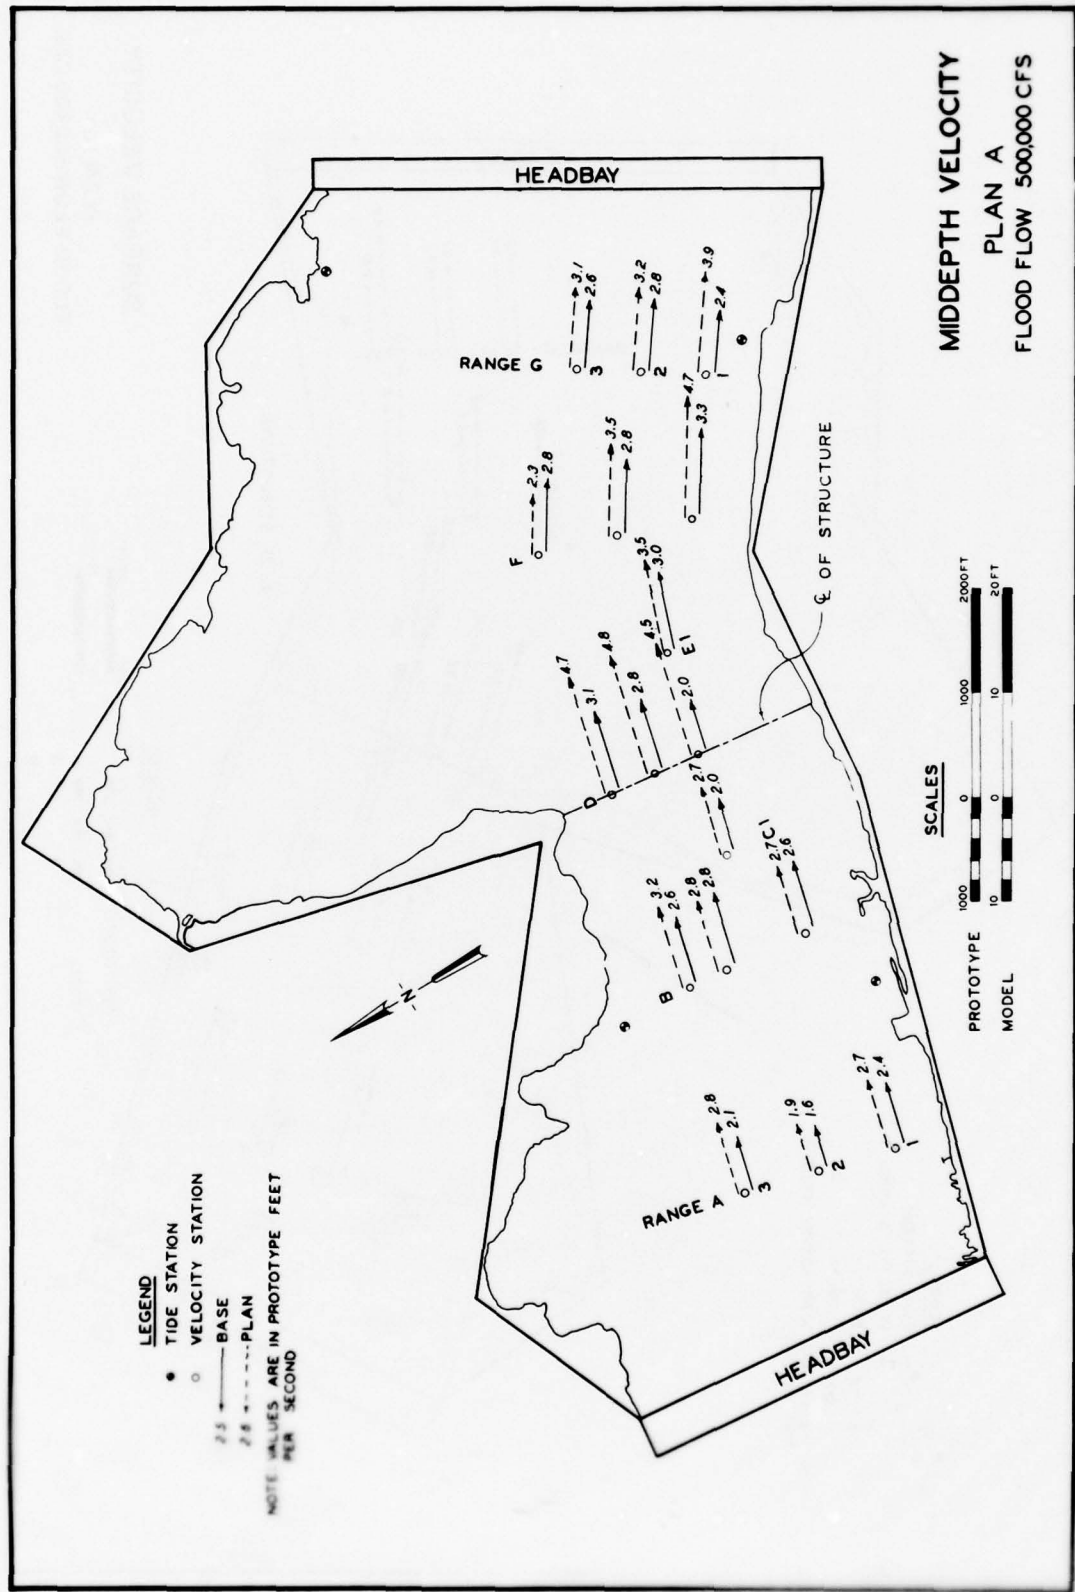 MIDDEPTH VELOCITY
PLAN A
FLOOD FLOW 500,000 CFS
HEADBAY
RANGE G
3.1
2.6
3
3.2
2.8
2
3.9
2.4
1
F
2.3
2.8
3.5
2.8
4.7
3.3
3.5
3.0
E1
D
4.7
3.1
4.8
2.8
4.5
2.0
℄ OF STRUCTURE
2.7
2.0
B
3.2
2.6
2.8
2.8
2.7 C1
2.6
N
RANGE A
2.8
2.1
3
1.9
1.6
2
2.7
2.4
1
HEADBAY
LEGEND
TIDE STATION
VELOCITY STATION
2.5 BASE
2.8 PLAN
NOTE: VALUES ARE IN PROTOTYPE FEET
PER SECOND
SCALES
PROTOTYPE 1000 0 1000 2000 FT
MODEL 10 0 10 20 FT